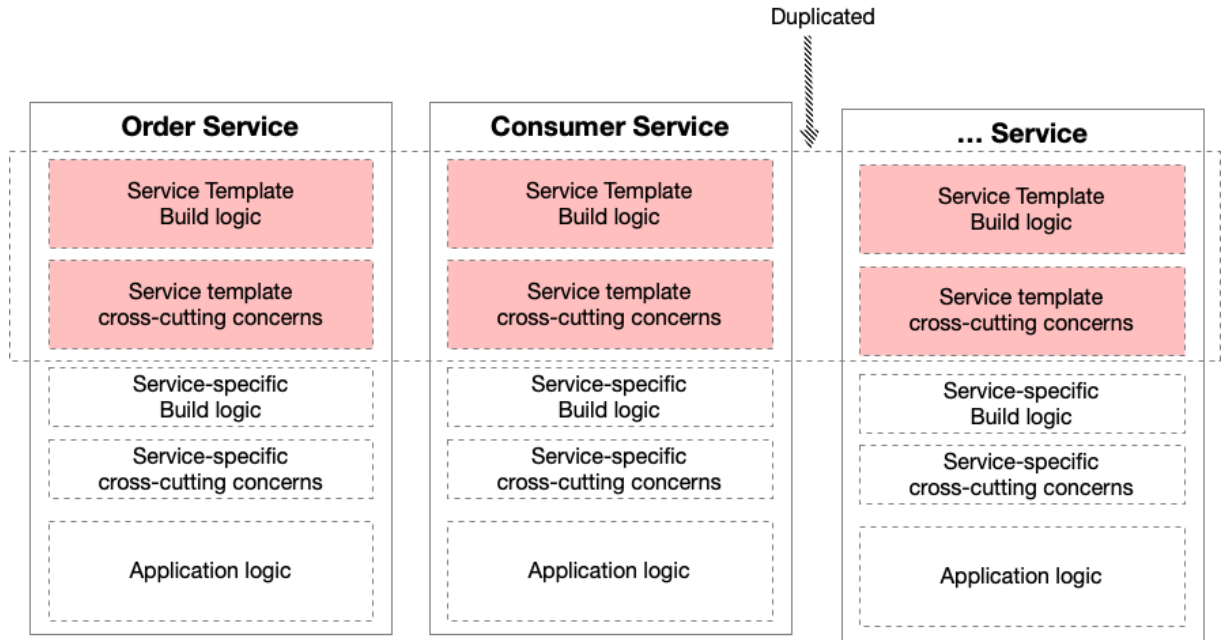 Duplicated
Order Service
Service Template
Build logic
Service template
cross-cutting concerns
Service-specific
Build logic
Service-specific
cross-cutting concerns
Application logic
Consumer Service
Service Template
Build logic
Service template
cross-cutting concerns
Service-specific
Build logic
Service-specific
cross-cutting concerns
Application logic
... Service
Service Template
Build logic
Service template
cross-cutting concerns
Service-specific
Build logic
Service-specific
cross-cutting concerns
Application logic